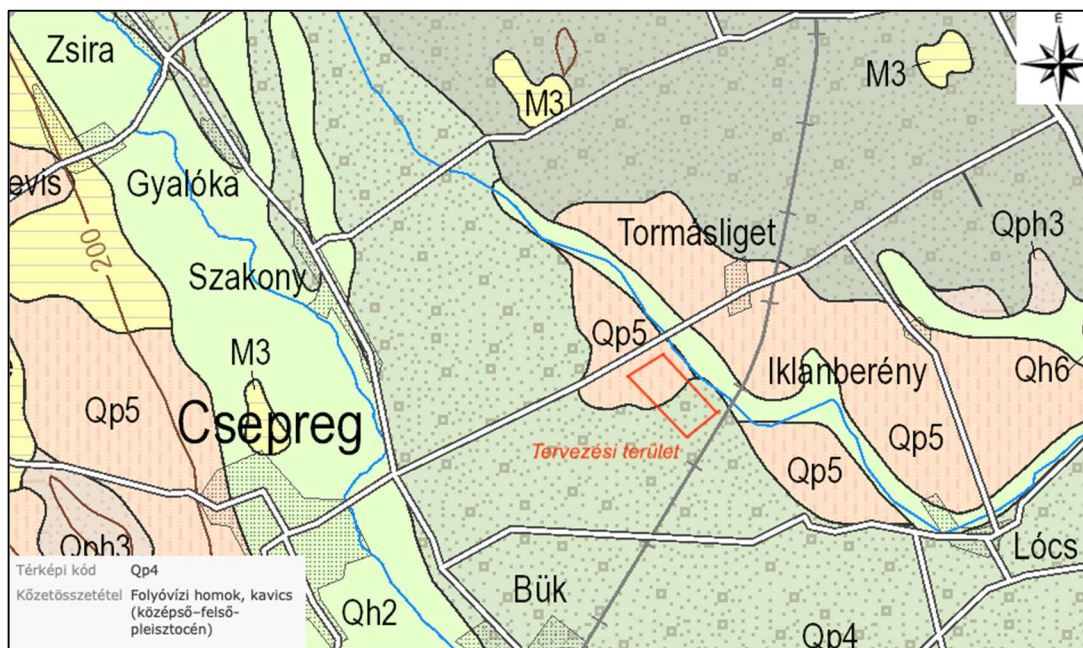 É
Zsira
M3
M3
evis
Gyalóka
Qph3
Tormásliget
200
Szakony
Qp5
M3
Iklanberény
Qh6
Qp5
Csepreg
Qp5
Tervezési terület
Qp5
Qph3
Lócs
Térképi kód Qp4
Kőzetösszetétel Folyóvízi homok, kavics
(középső–felső-
pleisztocén)
Bük
Qh2
Qp4